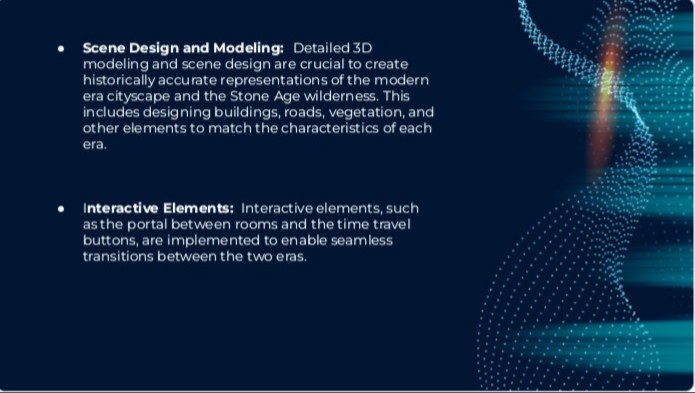 ● Scene Design and Modeling: Detailed 3D
modeling and scene design are crucial to create
historically accurate representations of the modern
era cityscape and the Stone Age wilderness. This
includes designing buildings, roads, vegetation, and
other elements to match the characteristics of each
era.
● Interactive Elements: Interactive elements, such
as the portal between rooms and the time travel
buttons, are implemented to enable seamless
transitions between the two eras.